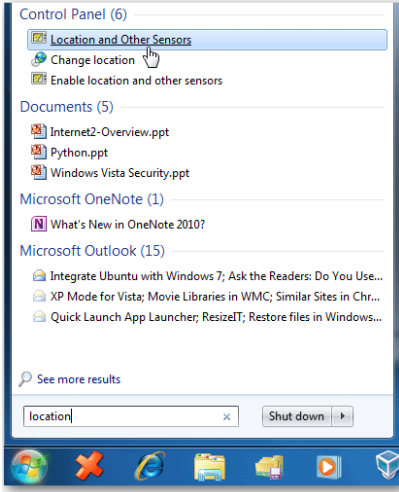 Control Panel (6)
Location and Other Sensors
Change location
Enable location and other sensors
Documents (5)
Internet2-Overview.ppt
Python.ppt
Windows Vista Security.ppt
Microsoft OneNote (1)
What's New in OneNote 2010?
Microsoft Outlook (15)
Integrate Ubuntu with Windows 7; Ask the Readers: Do You Use...
XP Mode for Vista; Movie Libraries in WMC; Similar Sites in Chr...
Quick Launch App Launcher; ResizeIT; Restore files in Windows...
See more results
location
Shut down